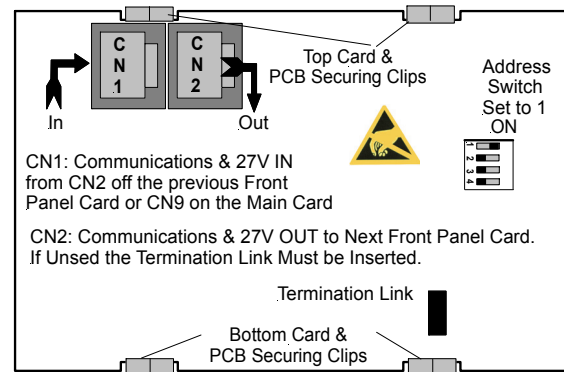 C
N
1
C
N
2
In
Out
Top Card &
PCB Securing Clips
Address
Switch
Set to 1
ON
1
2
3
4
CN1: Communications & 27V IN
from CN2 off the previous Front
Panel Card or CN9 on the Main Card
CN2: Communications & 27V OUT to Next Front Panel Card.
If Unsed the Termination Link Must be Inserted.
Termination Link
Bottom Card &
PCB Securing Clips